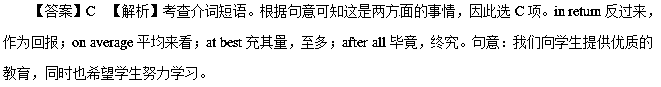 【答案】C 【解析】考查介词短语。根据句意可知这是两方面的事情，因此选 C 项。in return 反过来，
作为回报；on average 平均来看；at best 充其量，至多；after all 毕竟，终究。句意：我们向学生提供优质的
教育，同时也希望学生努力学习。